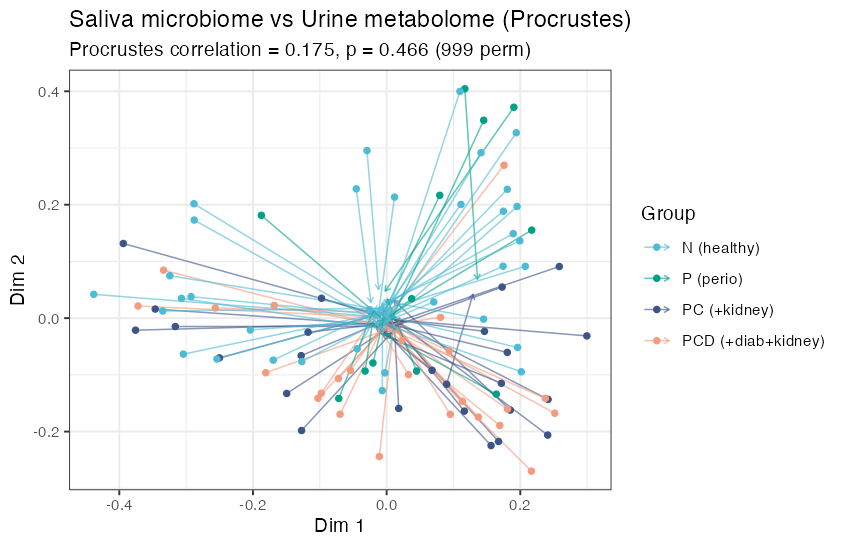 Saliva microbiome vs Urine metabolome (Procrustes)
Procrustes correlation = 0.175, p = 0.466 (999 perm)
Dim 2
0.4
0.2
0.0
-0.2
-0.4
-0.2
0.0
0.2
Dim 1
Group
N (healthy)
P (perio)
PC (+kidney)
PCD (+diab+kidney)